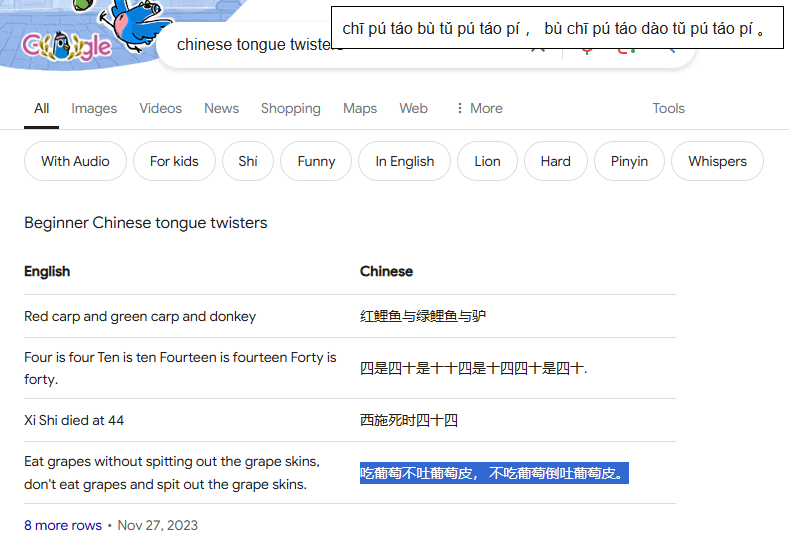 chī pú táo bù tǔ pú táo pí ， bù chī pú táo dào tǔ pú táo pí 。
Google
chinese tongue twisters
All Images Videos News Shopping Maps Web More Tools
With Audio For kids Shí Funny In English Lion Hard Pinyin Whispers
Beginner Chinese tongue twisters
English Chinese
Red carp and green carp and donkey 红鲤鱼与绿鲤鱼与驴
Four is four Ten is ten Fourteen is fourteen Forty is
forty. 四是四十是十十四是十四四十是四十.
Xi Shi died at 44 西施死时四十四
Eat grapes without spitting out the grape skins,
don't eat grapes and spit out the grape skins. 吃葡萄不吐葡萄皮， 不吃葡萄倒吐葡萄皮。
8 more rows • Nov 27, 2023